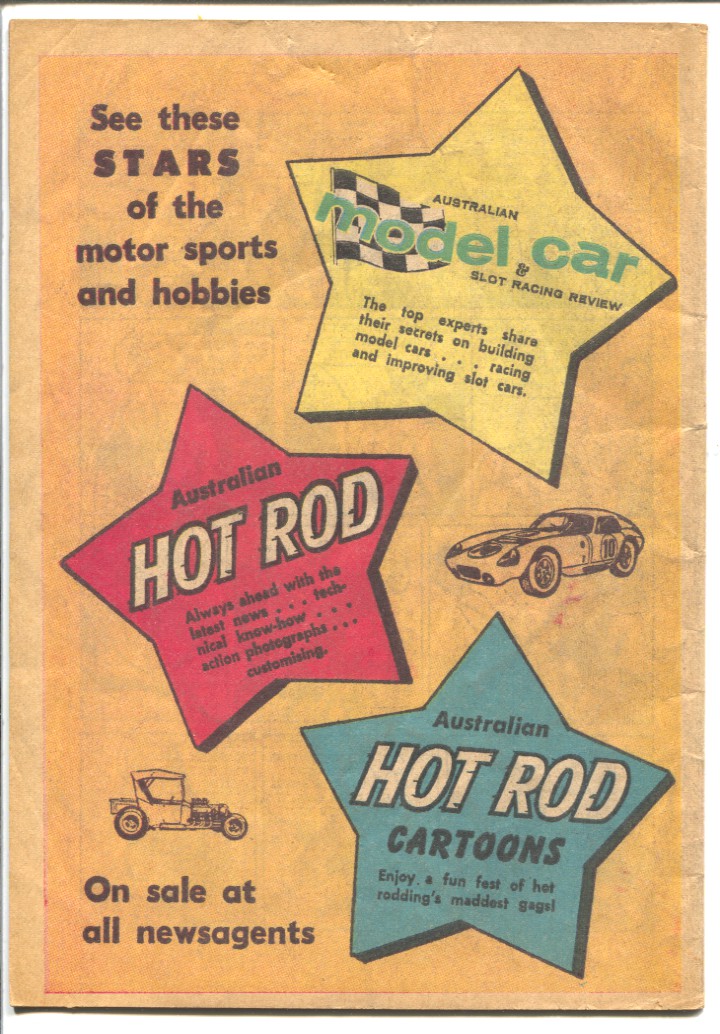 See these
STARS
of the
motor sports
and hobbies
AUSTRALIAN
model car
&
SLOT RACING REVIEW
The top experts share
their secrets on building
model cars . . . racing
and improving slot cars.
Australian
HOT ROD
Always ahead with the
latest news . . . tech-
nical know-how . . .
action photographs . . .
customising.
10
Australian
HOT ROD
CARTOONS
Enjoy a fun fest of hot
rodding's maddest gags!
On sale at
all newsagents